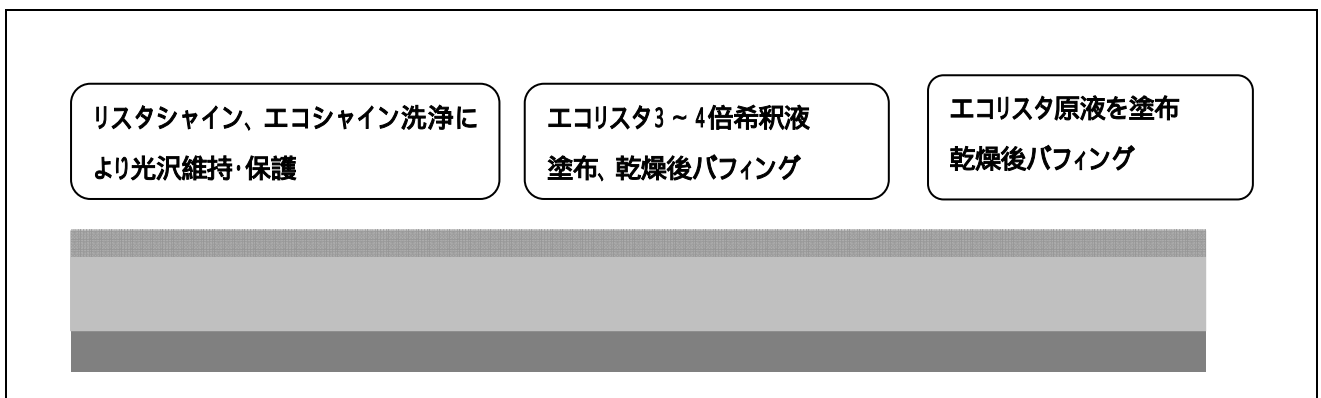 リスタシャイン、エコシャイン洗浄に
より光沢維持・保護
エコリスタ3～4倍希釈液
塗布、乾燥後バフィング
エコリスタ原液を塗布
乾燥後バフィング